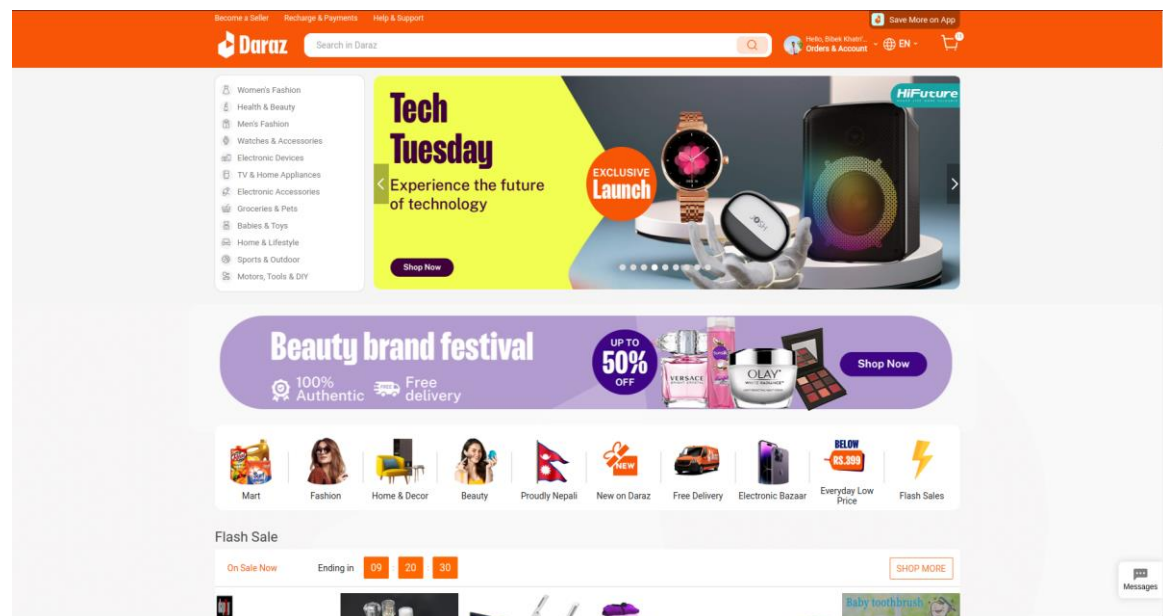 Become a Seller Recharge & Payments Help & Support
Save More on App
Daraz
Search in Daraz
Hello, Bibek Khatri'...
Orders & Account
EN
Women's Fashion
Health & Beauty
Men's Fashion
Watches & Accessories
Electronic Devices
TV & Home Appliances
Electronic Accessories
Groceries & Pets
Babies & Toys
Home & Lifestyle
Sports & Outdoor
Motors, Tools & DIY
Tech
Tuesday
Experience the future
of technology
Shop Now
EXCLUSIVE
Launch
JOSH
HiFuture
Beauty brand festival
100%
Authentic
FREE
Free
delivery
UP TO
50%
OFF
VERSACE
OLAY
Shop Now
NEW
BELOW
RS.399
Mart
Fashion
Home & Decor
Beauty
Proudly Nepali
New on Daraz
Free Delivery
Electronic Bazaar
Everyday Low
Price
Flash Sales
Flash Sale
On Sale Now
Ending in 09 : 20 : 30
SHOP MORE
Baby toothbrush
Messages